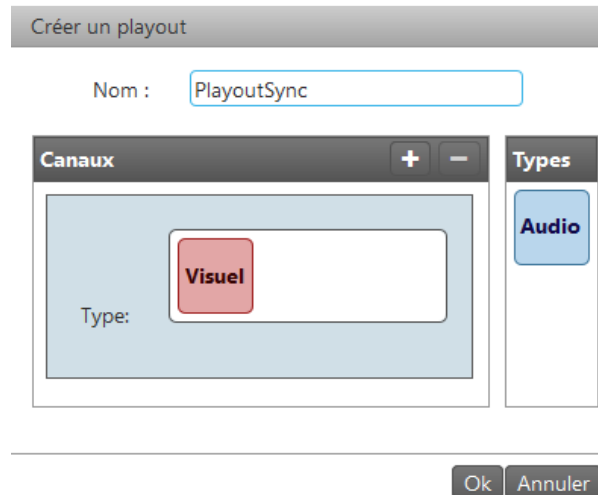 Créer un playout
Nom :
PlayoutSync
Canaux
+ −
Types
Visuel
Type:
Audio
Ok
Annuler